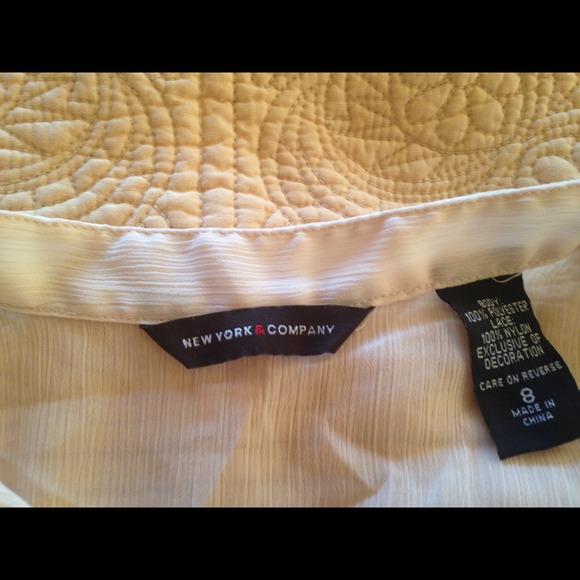 NEW YORK & COMPANY
BODY:
100% POLYESTER
LACE:
100% NYLON
EXCLUSIVE OF
DECORATION
CARE ON REVERSE
8
MADE IN
CHINA